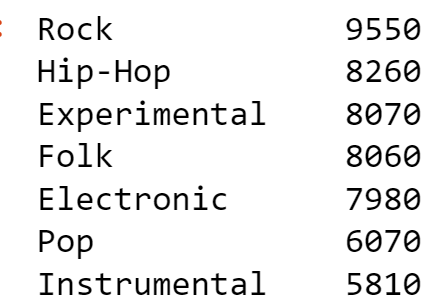 Rock 9550
Hip-Hop 8260
Experimental 8070
Folk 8060
Electronic 7980
Pop 6070
Instrumental 5810